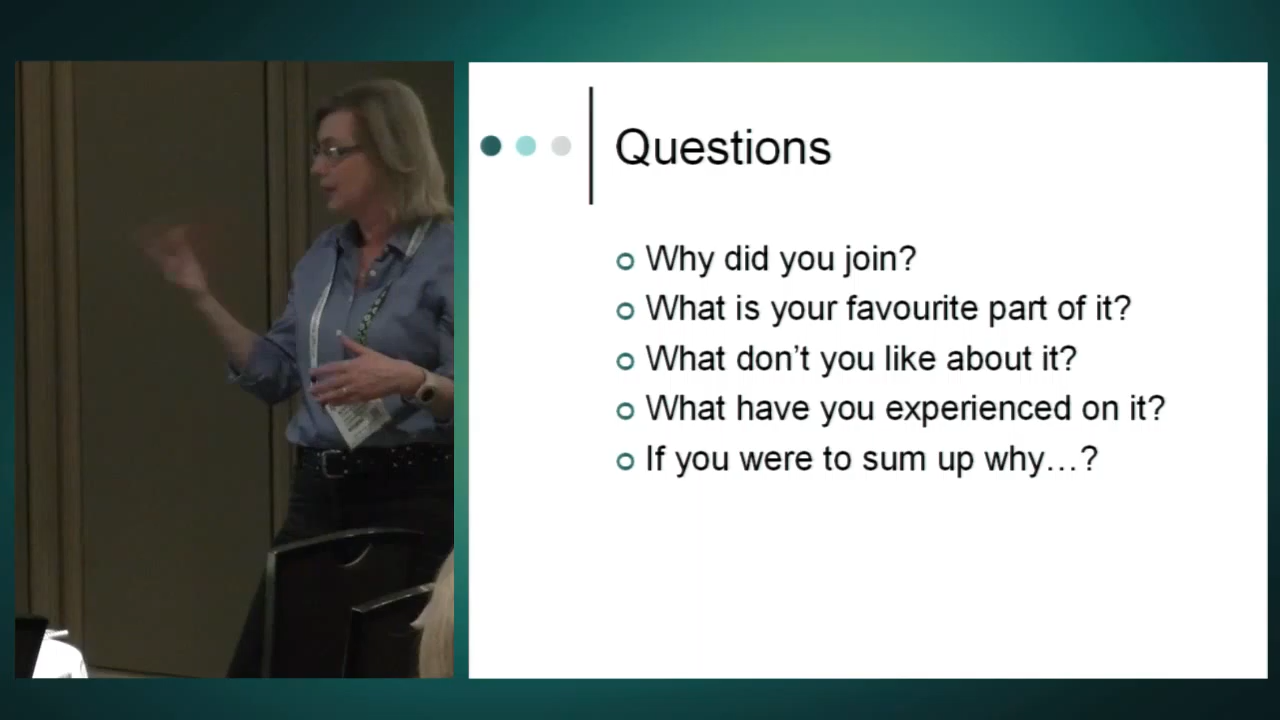 Questions
Why did you join?
What is your favourite part of it?
What don’t you like about it?
What have you experienced on it?
If you were to sum up why…?